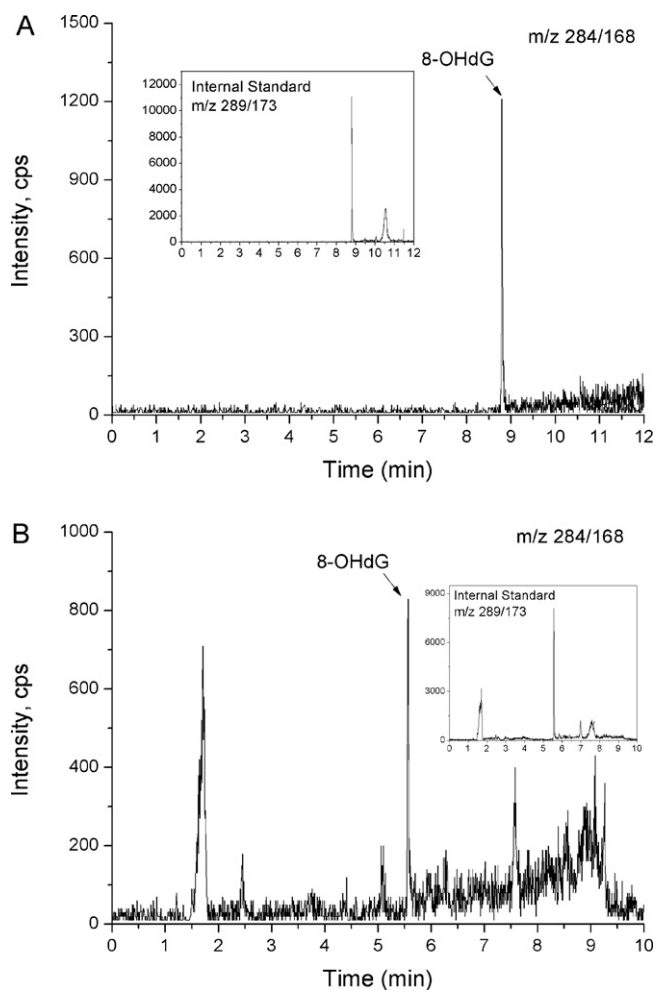 A
m/z 284/168
8-OHdG
Internal Standard
m/z 289/173
12000
10000
8000
6000
4000
2000
0
0 1 2 3 4 5 6 7 8 9 10 11 12
1500
1200
900
600
300
0
Intensity, cps
0 1 2 3 4 5 6 7 8 9 10 11 12
Time (min)
B
m/z 284/168
8-OHdG
Internal Standard
m/z 289/173
9000
6000
3000
0
0 1 2 3 4 5 6 7 8 9 10
1000
800
600
400
200
0
Intensity, cps
0 1 2 3 4 5 6 7 8 9 10
Time (min)